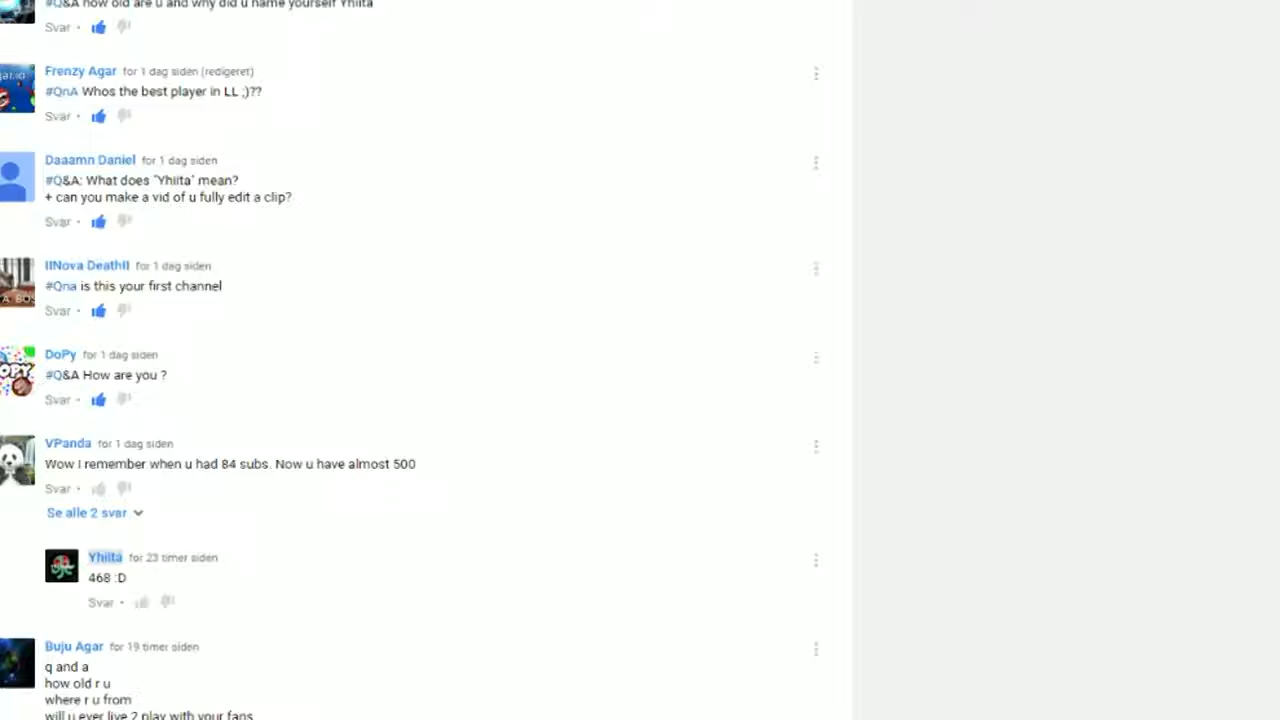 #Q&A how old are u and why did u name yourself Yhiita
Svar •
Frenzy Agar for 1 dag siden (redigeret)
#QnA Whos the best player in LL ;)??
Svar •
Daaamn Daniel for 1 dag siden
#Q&A: What does "Yhiita" mean?
+ can you make a vid of u fully edit a clip?
Svar •
IINova DeathII for 1 dag siden
#Qna is this your first channel
Svar •
DoPy for 1 dag siden
#Q&A How are you ?
Svar •
VPanda for 1 dag siden
Wow I remember when u had 84 subs. Now u have almost 500
Svar •
Se alle 2 svar
Yhiita for 23 timer siden
468 :D
Svar •
Buju Agar for 19 timer siden
q and a
how old r u
where r u from
will u ever live 2 play with your fans